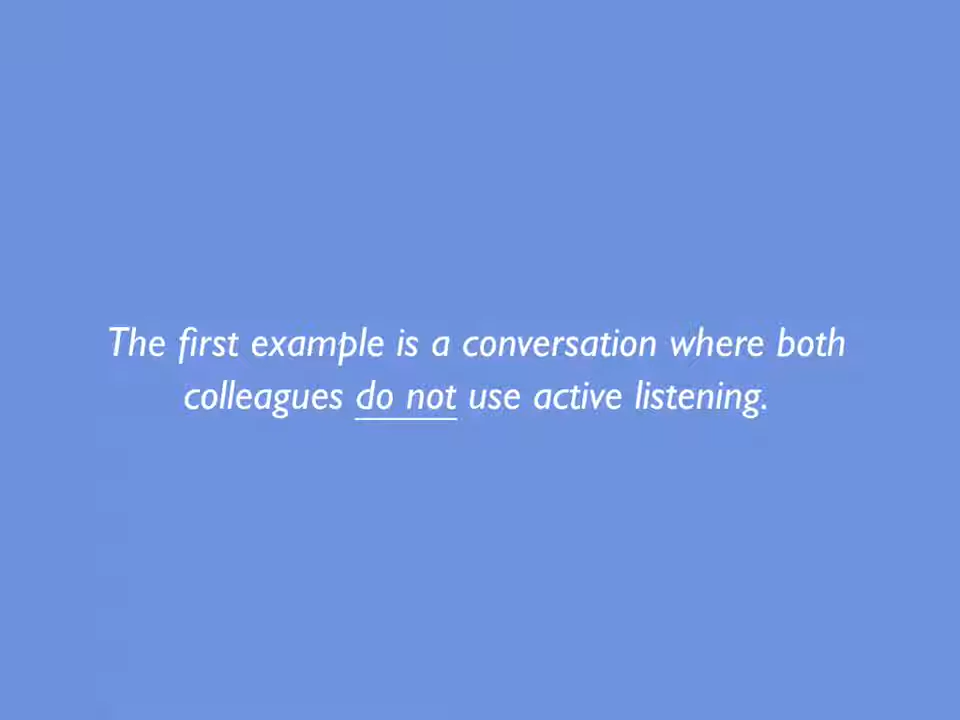 The first example is a conversation where both
colleagues do not use active listening.